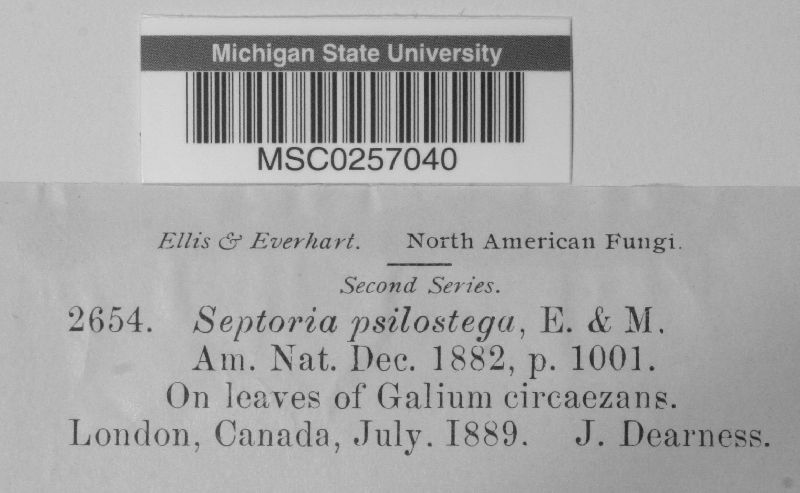 Michigan State University
MSC0257040
Ellis & Everhart. North American Fungi.
Second Series.
2654. Septoria psilostega, E. & M.
Am. Nat. Dec. 1882, p. 1001.
On leaves of Galium circaezans.
London, Canada, July. 1889. J. Dearness.